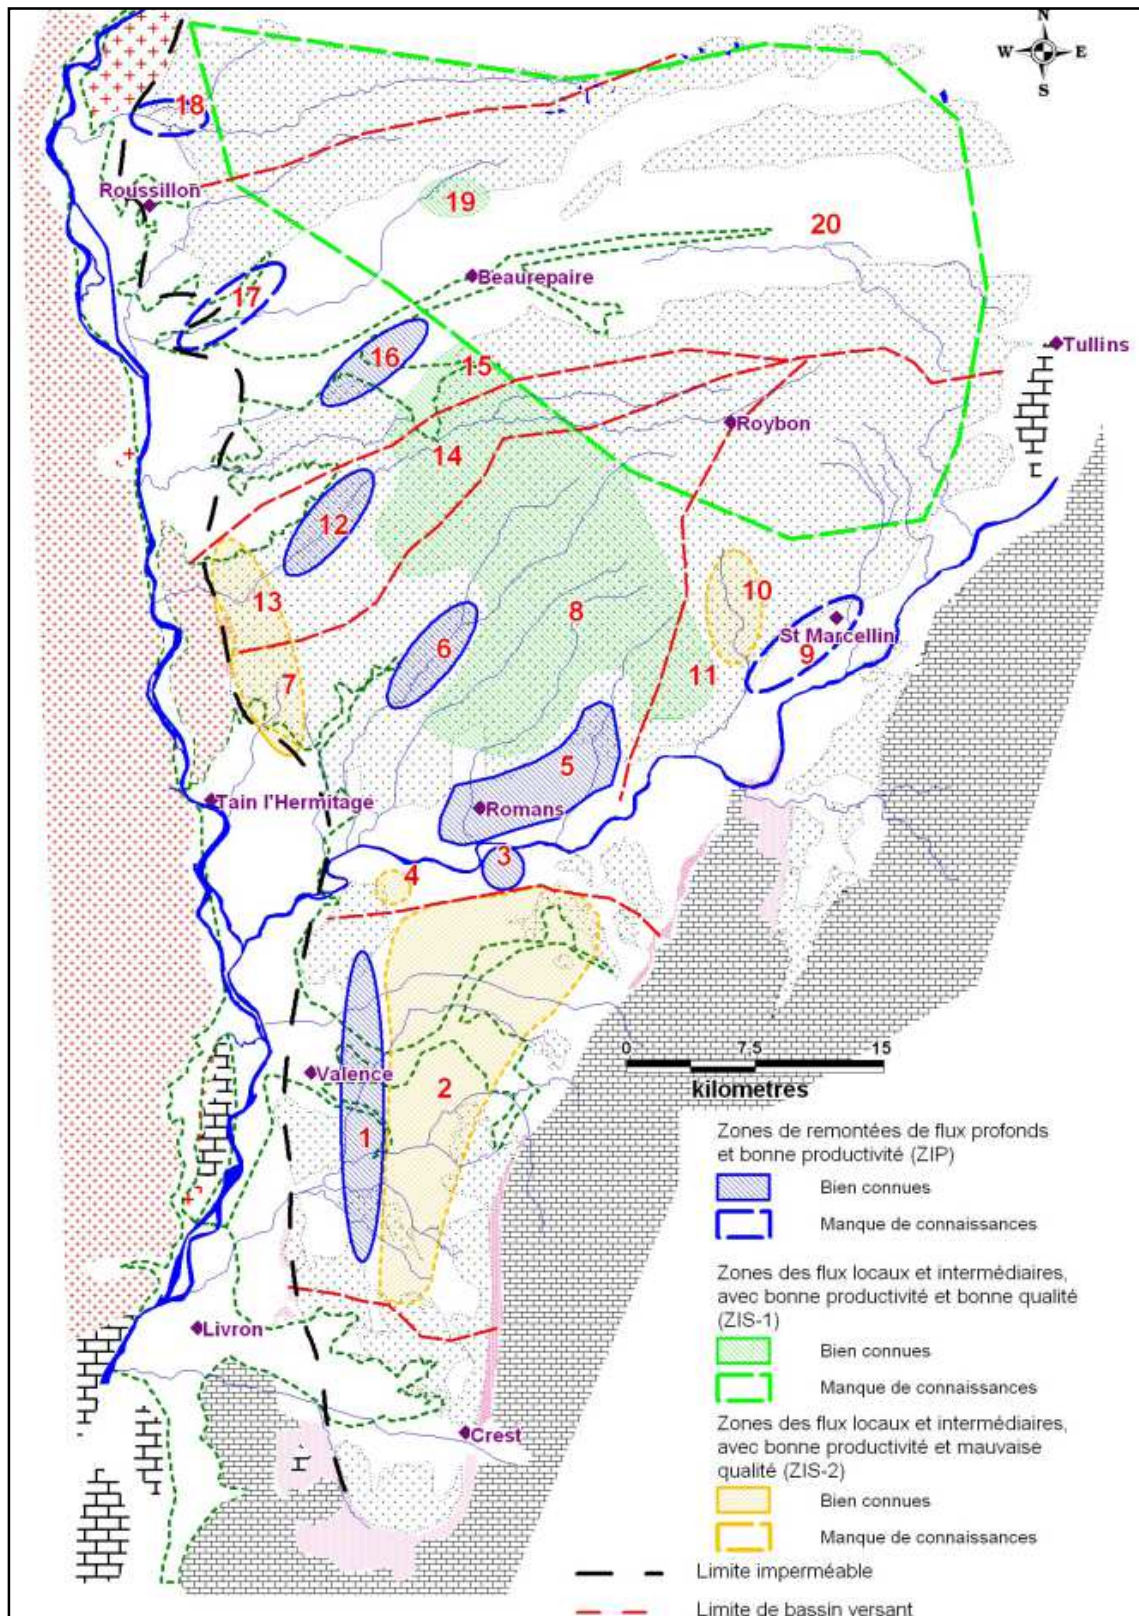 N
W E
S
18
Roussillon
19
20
17
Beaurepaire
16
15
Tullins
14
Roybon
12
13
10
8
St Marcellin
6
9
7
11
5
Tain l'Hermitage
Romans
3
4
0 7,5 15
kilometres
Valence
2
1
Zones de remontées de flux profonds
et bonne productivité (ZIP)
Bien connues
Manque de connaissances
Zones des flux locaux et intermédiaires,
avec bonne productivité et bonne qualité
(ZIS-1)
Bien connues
Manque de connaissances
Zones des flux locaux et intermédiaires,
avec bonne productivité et mauvaise
qualité (ZIS-2)
Bien connues
Manque de connaissances
Livron
Crest
Limite imperméable
Limite de bassin versant